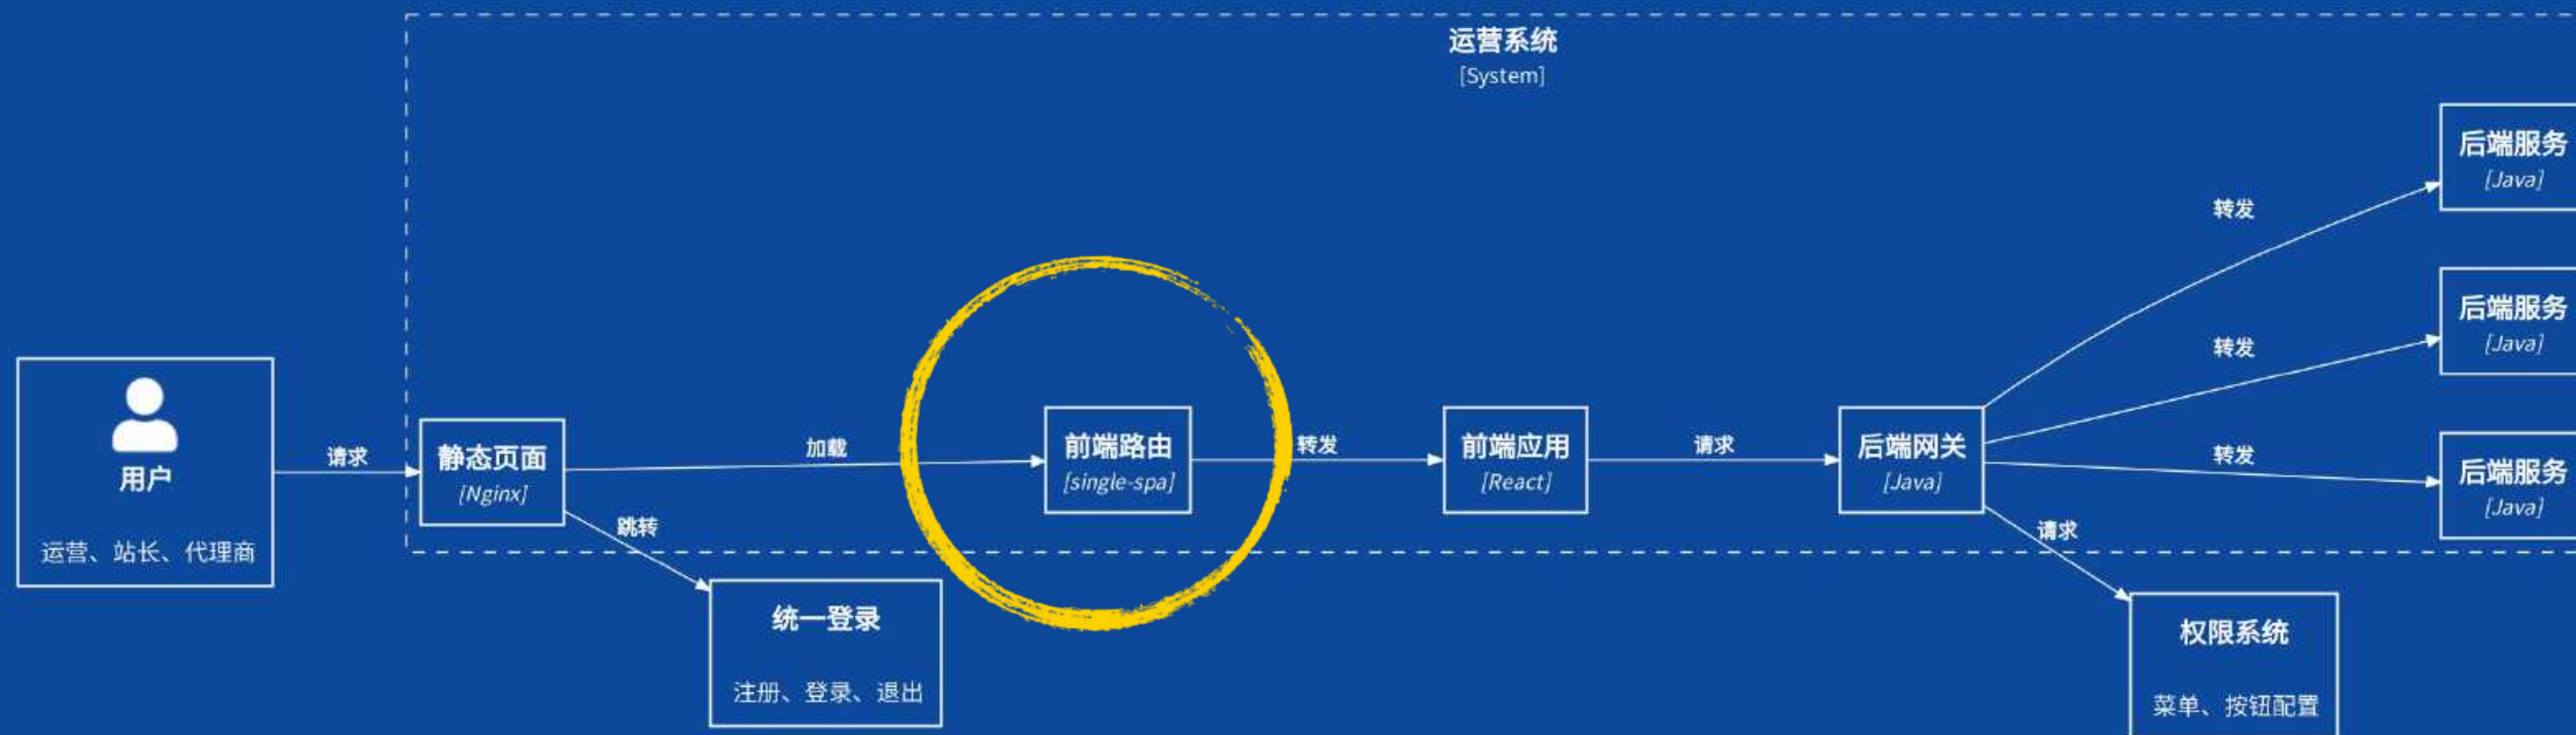 运营系统
[System]
用户
运营、站长、代理商
请求
静态页面
[Nginx]
跳转
统一登录
注册、登录、退出
加载
前端路由
[single-spa]
转发
前端应用
[React]
请求
后端网关
[Java]
转发
后端服务
[Java]
转发
后端服务
[Java]
转发
后端服务
[Java]
请求
权限系统
菜单、按钮配置